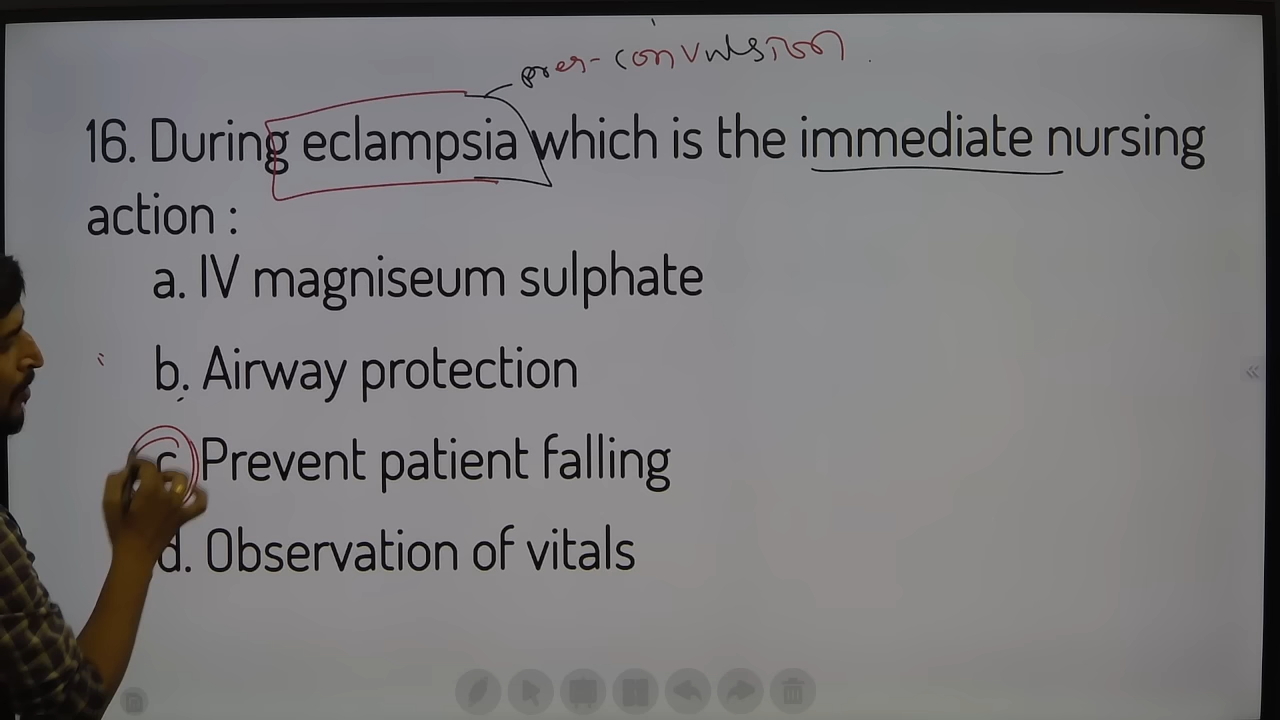 convulsion
16. During eclampsia which is the immediate nursing
action :
a. IV magniseum sulphate
b. Airway protection
c Prevent patient falling
d. Observation of vitals